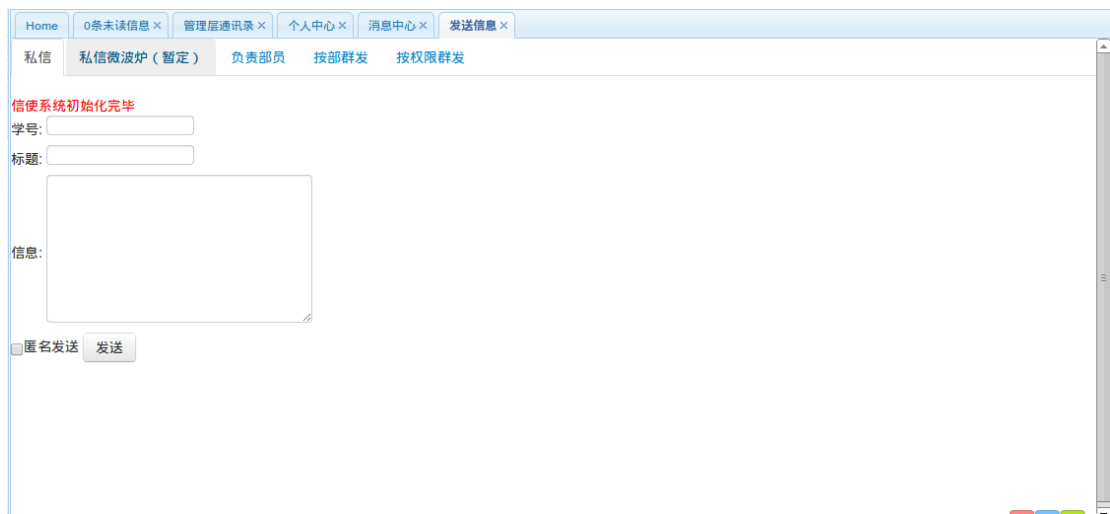 Home 0条未读信息 × 管理层通讯录 × 个人中心 × 消息中心 × 发送信息 ×
私信 私信微波炉（暂定） 负责部员 按部群发 按权限群发
信使系统初始化完毕
学号:
标题:
信息:
匿名发送 发送